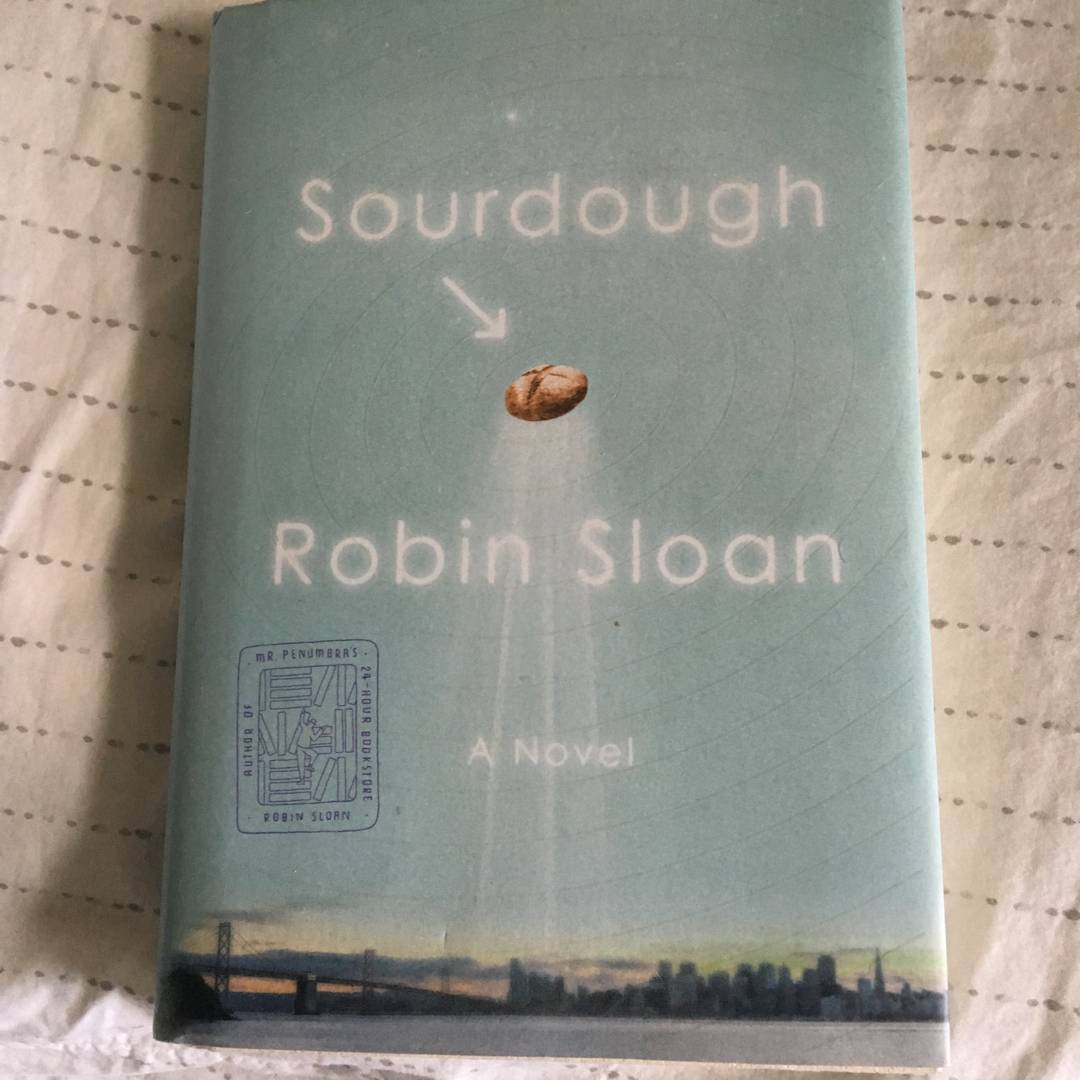 Sourdough
Robin Sloan
A Novel
MR. PENUMBRA'S
24-HOUR BOOKSTORE
AUTHOR OF
ROBIN SLOAN